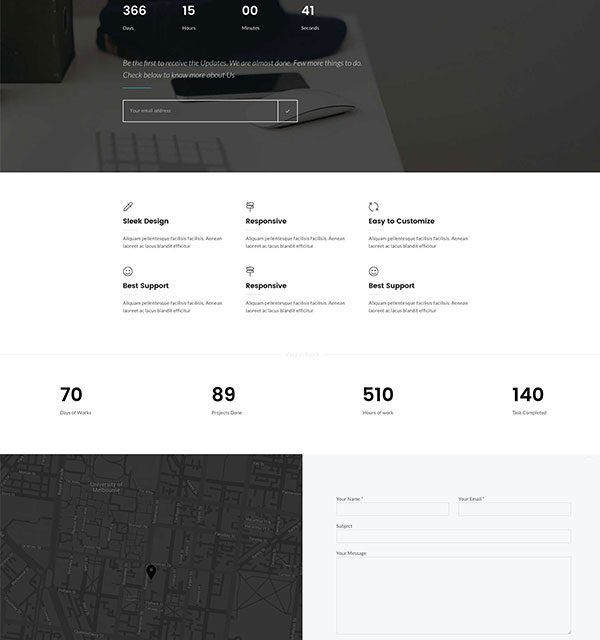 366 15 00 41
Days Hours Minutes Seconds
Be the first to receive the Updates. We are almost done. Few more things to do.
Check below to know more about Us
Your email address
Sleek Design Responsive Easy to Customize
Aliquam pellentesque facilisis facilisis. Aenean Aliquam pellentesque facilisis facilisis. Aenean Aliquam pellentesque facilisis facilisis. Aenean
laoreet ac lacus blandit efficitur laoreet ac lacus blandit efficitur laoreet ac lacus blandit efficitur
Best Support Responsive Best Support
Aliquam pellentesque facilisis facilisis. Aenean Aliquam pellentesque facilisis facilisis. Aenean Aliquam pellentesque facilisis facilisis. Aenean
laoreet ac lacus blandit efficitur laoreet ac lacus blandit efficitur laoreet ac lacus blandit efficitur
70 89 510 140
Days of Works Projects Done Hours of work Task Completed
University of
Melbourne
Your Name * Your Email *
Subject
Your Message